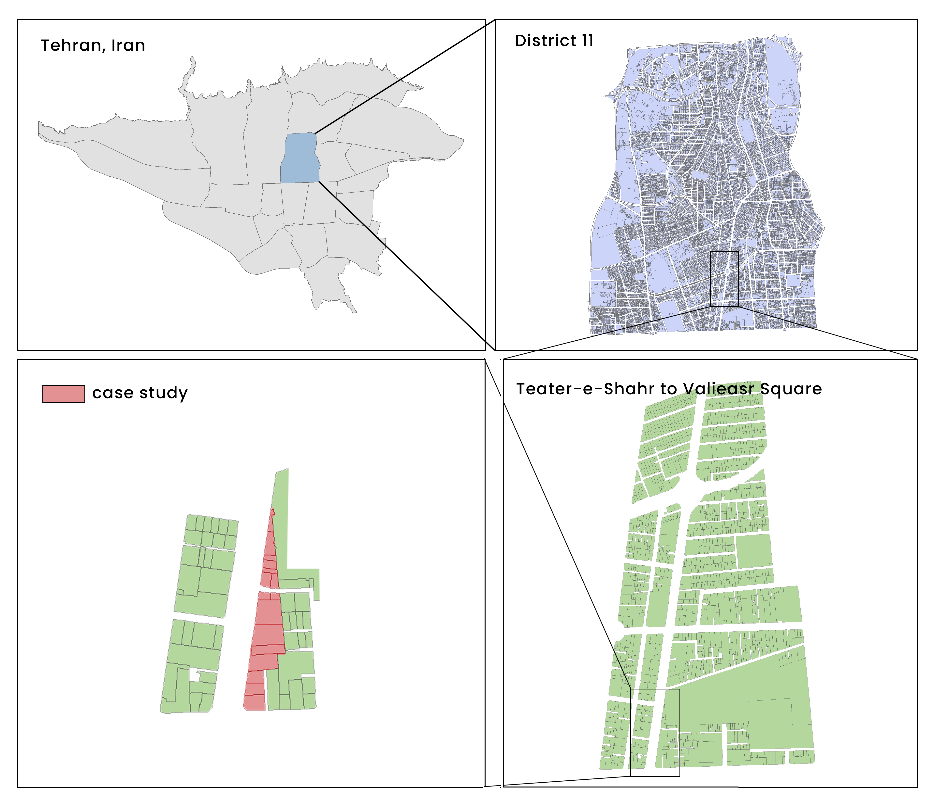 Tehran, Iran
District 11
case study
Teater-e-Shahr to Valieasr Square